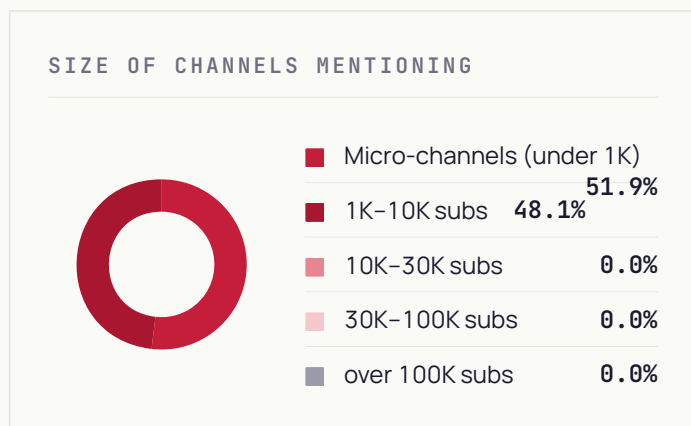 SIZE OF CHANNELS MENTIONING
Micro-channels (under 1K)
51.9%
1K–10K subs 48.1%
10K–30K subs 0.0%
30K–100K subs 0.0%
over 100K subs 0.0%